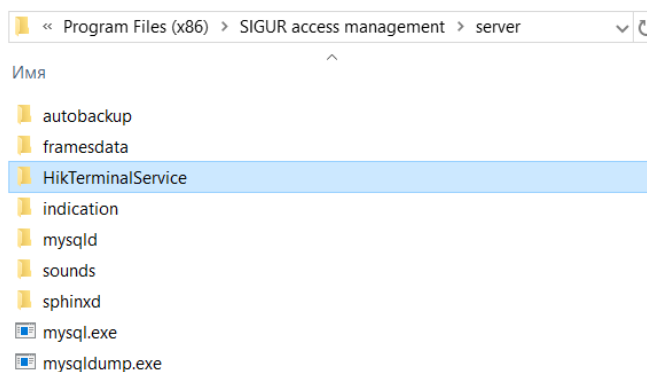 « Program Files (x86) > SIGUR access management > server
Имя
autobackup
framesdata
HikTerminalService
indication
mysqld
sounds
sphinxd
mysql.exe
mysqldump.exe